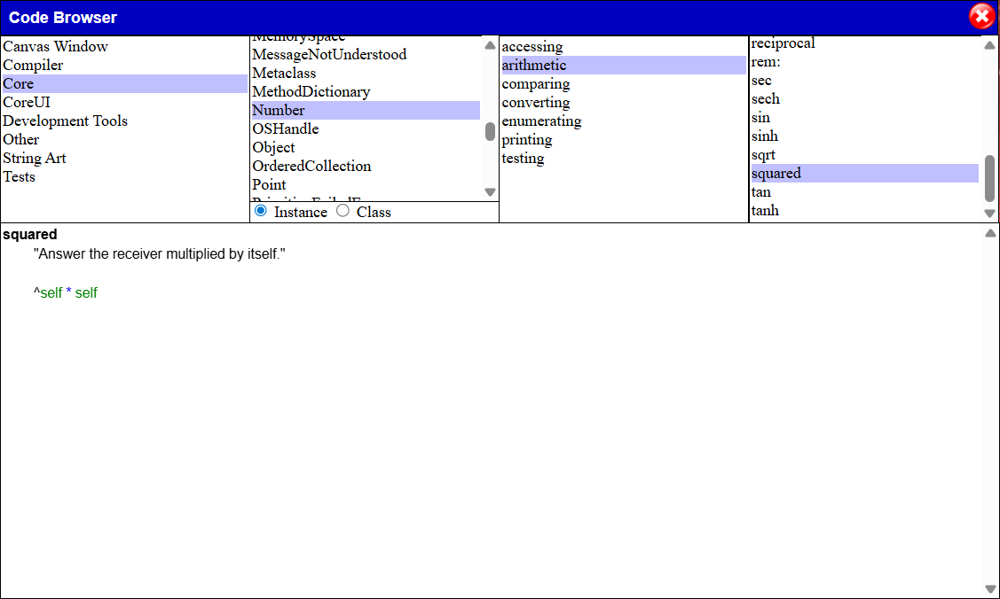 Code Browser
Canvas Window
Compiler
Core
CoreUI
Development Tools
Other
String Art
Tests
MemorySpace
MessageNotUnderstood
Metaclass
MethodDictionary
Number
OSHandle
Object
OrderedCollection
Point
Instance Class
accessing
arithmetic
comparing
converting
enumerating
printing
testing
reciprocal
rem:
sec
sech
sin
sinh
sqrt
squared
tan
tanh
squared
"Answer the receiver multiplied by itself."
^self * self